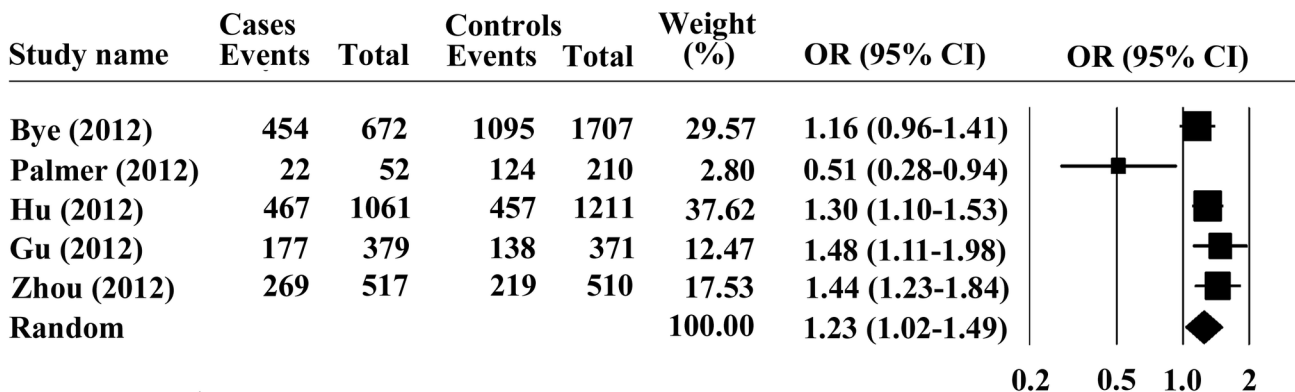 Cases Controls Weight
Study name Events Total Events Total (%) OR (95% CI) OR (95% CI)
Bye (2012) 454 672 1095 1707 29.57 1.16 (0.96-1.41)
Palmer (2012) 22 52 124 210 2.80 0.51 (0.28-0.94)
Hu (2012) 467 1061 457 1211 37.62 1.30 (1.10-1.53)
Gu (2012) 177 379 138 371 12.47 1.48 (1.11-1.98)
Zhou (2012) 269 517 219 510 17.53 1.44 (1.23-1.84)
Random 100.00 1.23 (1.02-1.49)
0.2 0.5 1.0 2